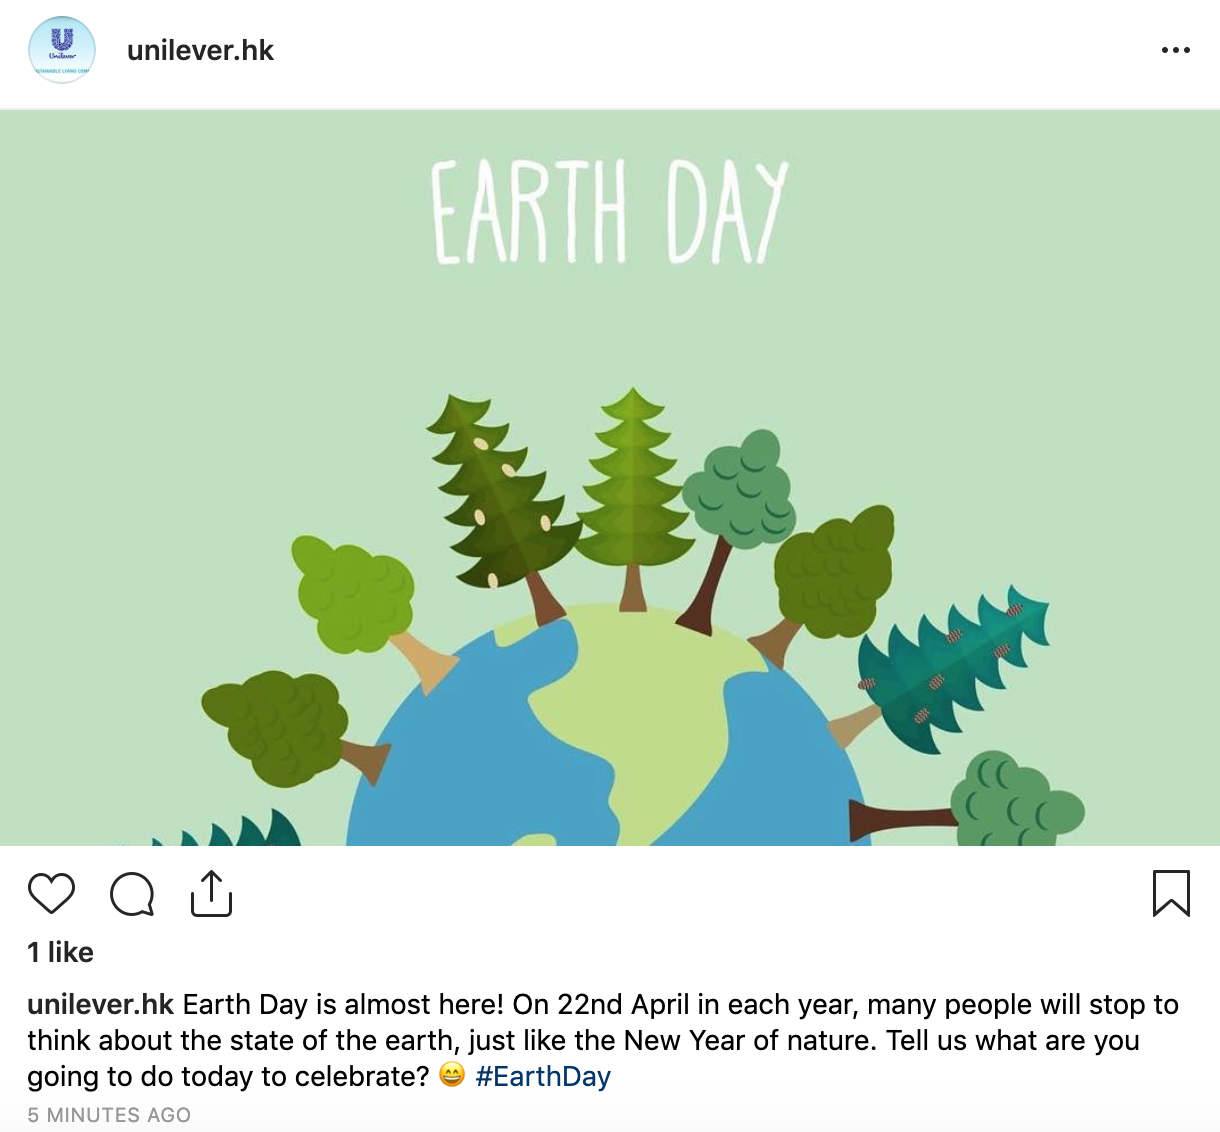 U
Unilever
unilever.hk
EARTH DAY
1 like
unilever.hk Earth Day is almost here! On 22nd April in each year, many people will stop to
think about the state of the earth, just like the New Year of nature. Tell us what are you
going to do today to celebrate? 😄 #EarthDay
5 MINUTES AGO